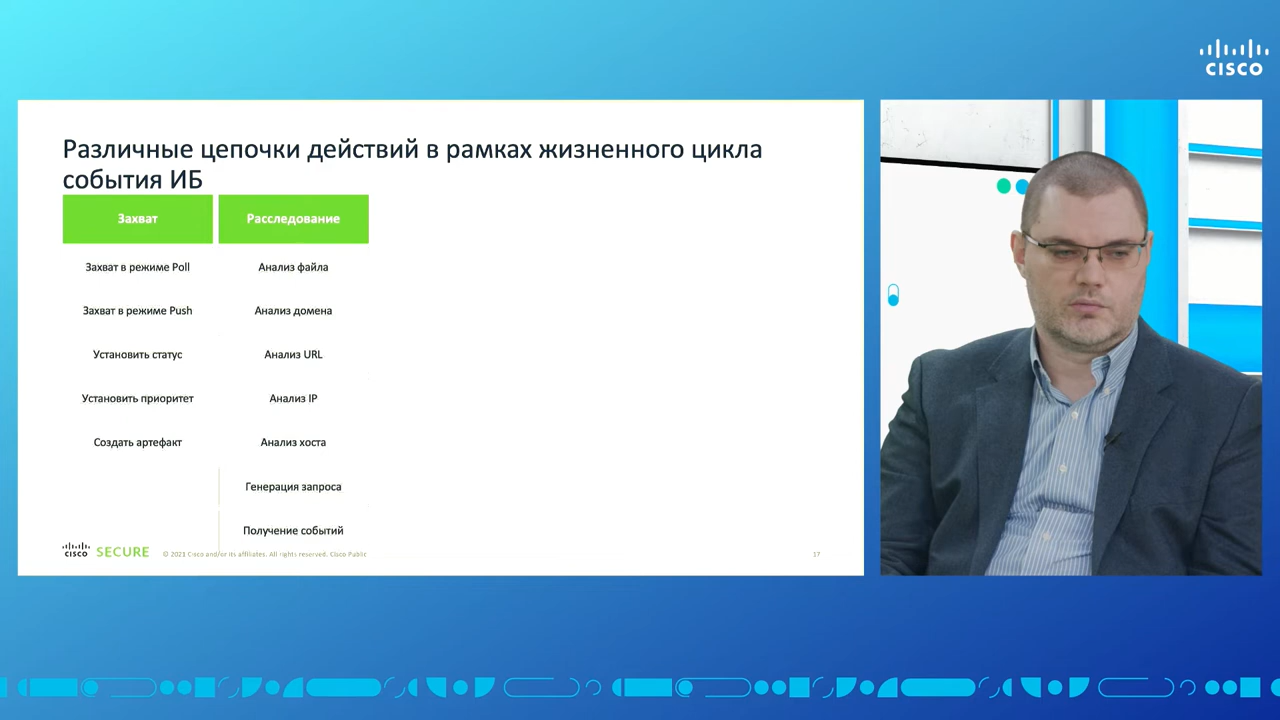 CISCO
Различные цепочки действий в рамках жизненного цикла
события ИБ
Захват
Расследование
Захват в режиме Poll
Анализ файла
Захват в режиме Push
Анализ домена
Установить статус
Анализ URL
Установить приоритет
Анализ IP
Создать артефакт
Анализ хоста
Генерация запроса
Получение событий
CISCO SECURE
© 2021 Cisco and/or its affiliates. All rights reserved. Cisco Public
17